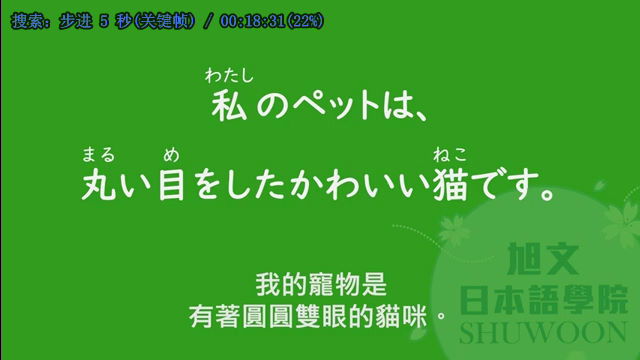 搜索: 步进 5 秒(关键帧) / 00:18:31(22%)
わたし
私のペットは、
まる め ねこ
丸い目をしたかわいい猫です。
我的寵物是
有著圓圓雙眼的貓咪。
旭文
日本語學院
SHUWOON